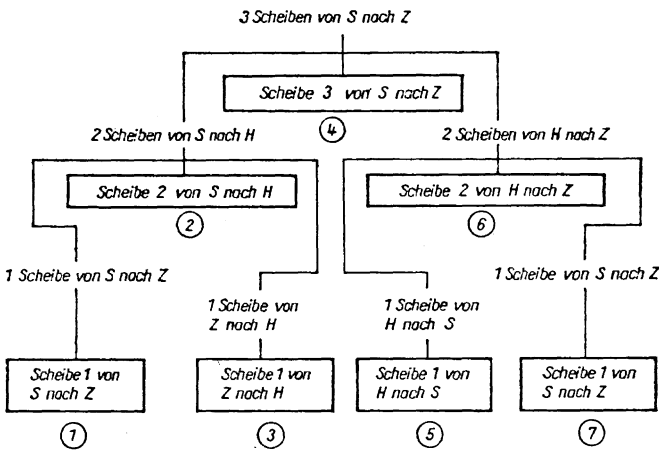 3 Scheiben von S nach Z
Scheibe 3 von S nach Z
4
2 Scheiben von S nach H
2 Scheiben von H nach Z
Scheibe 2 von S nach H
Scheibe 2 von H nach Z
2
6
1 Scheibe von S nach Z
1 Scheibe von S nach Z
1 Scheibe von
Z nach H
1 Scheibe von
H nach S
Scheibe 1 von
S nach Z
Scheibe 1 von
Z nach H
Scheibe 1 von
H nach S
Scheibe 1 von
S nach Z
1
3
5
7